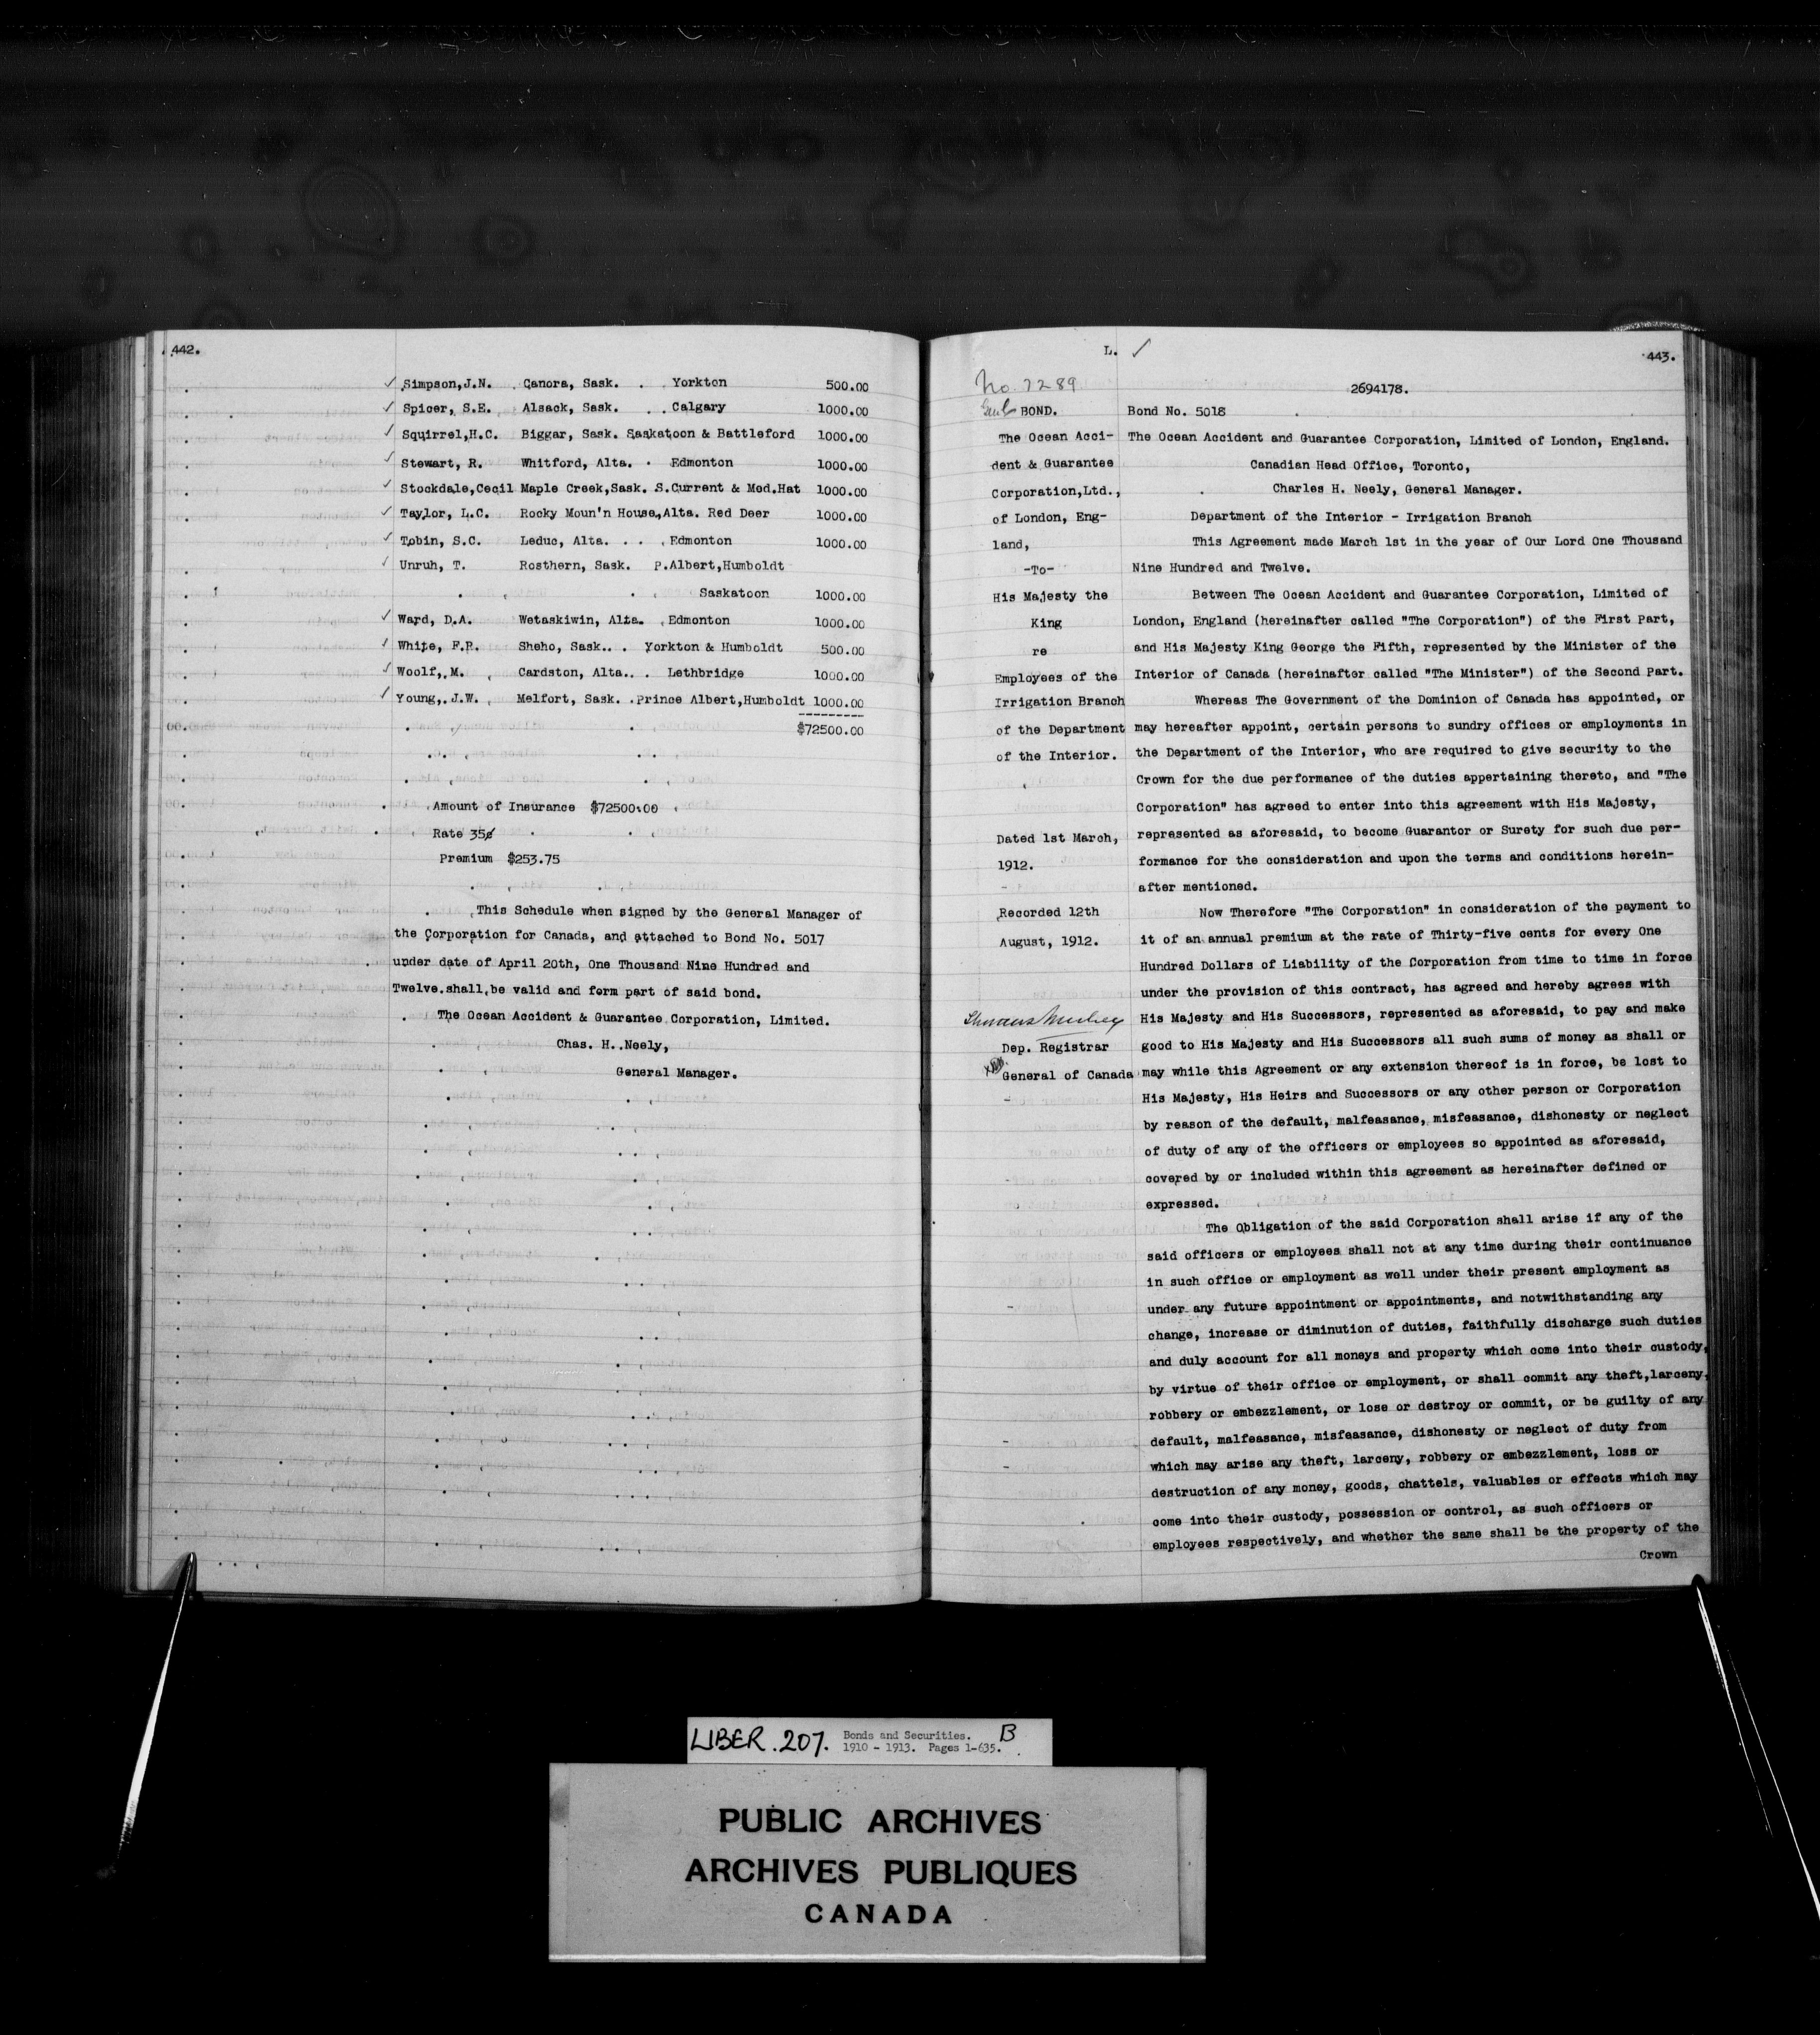 442.
✓ Simpson,J.N. Canora, Sask. . Yorkton 500.00
✓ Spicer, S.E. Alsack, Sask. . . Calgary 1000.00
✓ Squirrel,H.C. Biggar, Sask. Saskatoon & Battleford 1000.00
✓ Stewart, R. Whitford, Alta. . Edmonton 1000.00
✓ Stockdale,Cecil Maple Creek,Sask. S.Current & Med.Hat 1000.00
✓ Taylor, L.C. Rocky Moun'n House,Alta. Red Deer 1000.00
✓ Tobin, S.C. Leduc, Alta. . . . Edmonton 1000.00
✓ Unruh, T. Rosthern, Sask. P.Albert,Humboldt
Saskatoon 1000.00
✓ Ward, D.A. Wetaskiwin, Alta. Edmonton 1000.00
✓ White, F.R. Sheho, Sask.. . Yorkton & Humboldt 500.00
✓ Woolf,.M. Cardston, Alta.. . Lethbridge 1000.00
✓ Young,.J.W. Melfort, Sask. .Prince Albert,Humboldt 1000.00
---------
$72500.00
Amount of Insurance $72500.00
Rate 35¢
Premium $253.75
This Schedule when signed by the General Manager of
the Corporation for Canada, and attached to Bond No. 5017
under date of April 20th, One Thousand Nine Hundred and
Twelve.shall be valid and form part of said bond.
The Ocean Accident & Guarantee Corporation, Limited.
Chas. H. Neely,
General Manager.
L. ✓
443.
No. 7289
BOND.
The Ocean Acci-
dent & Guarantee
Corporation,Ltd.,
of London, Eng-
land,
-To-
His Majesty the
King
re
Employees of the
Irrigation Branch
of the Department
of the Interior.
Dated 1st March,
1912.
Recorded 12th
August, 1912.
Dep. Registrar
General of Canada
2694178.
Bond No. 5018
The Ocean Accident and Guarantee Corporation, Limited of London, England.
Canadian Head Office, Toronto,
Charles H. Neely, General Manager.
Department of the Interior - Irrigation Branch
This Agreement made March 1st in the year of Our Lord One Thousand
Nine Hundred and Twelve.
Between The Ocean Accident and Guarantee Corporation, Limited of
London, England (hereinafter called "The Corporation") of the First Part,
and His Majesty King George the Fifth, represented by the Minister of the
Interior of Canada (hereinafter called "The Minister") of the Second Part.
Whereas The Government of the Dominion of Canada has appointed, or
may hereafter appoint, certain persons to sundry offices or employments in
the Department of the Interior, who are required to give security to the
Crown for the due performance of the duties appertaining thereto, and "The
Corporation" has agreed to enter into this agreement with His Majesty,
represented as aforesaid, to become Guarantor or Surety for such due per-
formance for the consideration and upon the terms and conditions herein-
after mentioned.
Now Therefore "The Corporation" in consideration of the payment to
it of an annual premium at the rate of Thirty-five cents for every One
Hundred Dollars of Liability of the Corporation from time to time in force
under the provision of this contract, has agreed and hereby agrees with
His Majesty and His Successors, represented as aforesaid, to pay and make
good to His Majesty and His Successors all such sums of money as shall or
may while this Agreement or any extension thereof is in force, be lost to
His Majesty, His Heirs and Successors or any other person or Corporation
by reason of the default, malfeasance, misfeasance, dishonesty or neglect
of duty of any of the officers or employees so appointed as aforesaid,
covered by or included within this agreement as hereinafter defined or
expressed.
The Obligation of the said Corporation shall arise if any of the
said officers or employees shall not at any time during their continuance
in such office or employment as well under their present employment as
under any future appointment or appointments, and notwithstanding any
change, increase or diminution of duties, faithfully discharge such duties
and duly account for all moneys and property which come into their custody,
by virtue of their office or employment, or shall commit any theft,larceny,
robbery or embezzlement, or lose or destroy or commit, or be guilty of any
default, malfeasance, misfeasance, dishonesty or neglect of duty from
which may arise any theft, larceny, robbery or embezzlement, loss or
destruction of any money, goods, chattels, valuables or effects which may
come into their custody, possession or control, as such officers or
employees respectively, and whether the same shall be the property of the
Crown
LIBER. 207. Bonds and Securities. B
1910 - 1913. Pages 1-635.
PUBLIC ARCHIVES
ARCHIVES PUBLIQUES
CANADA